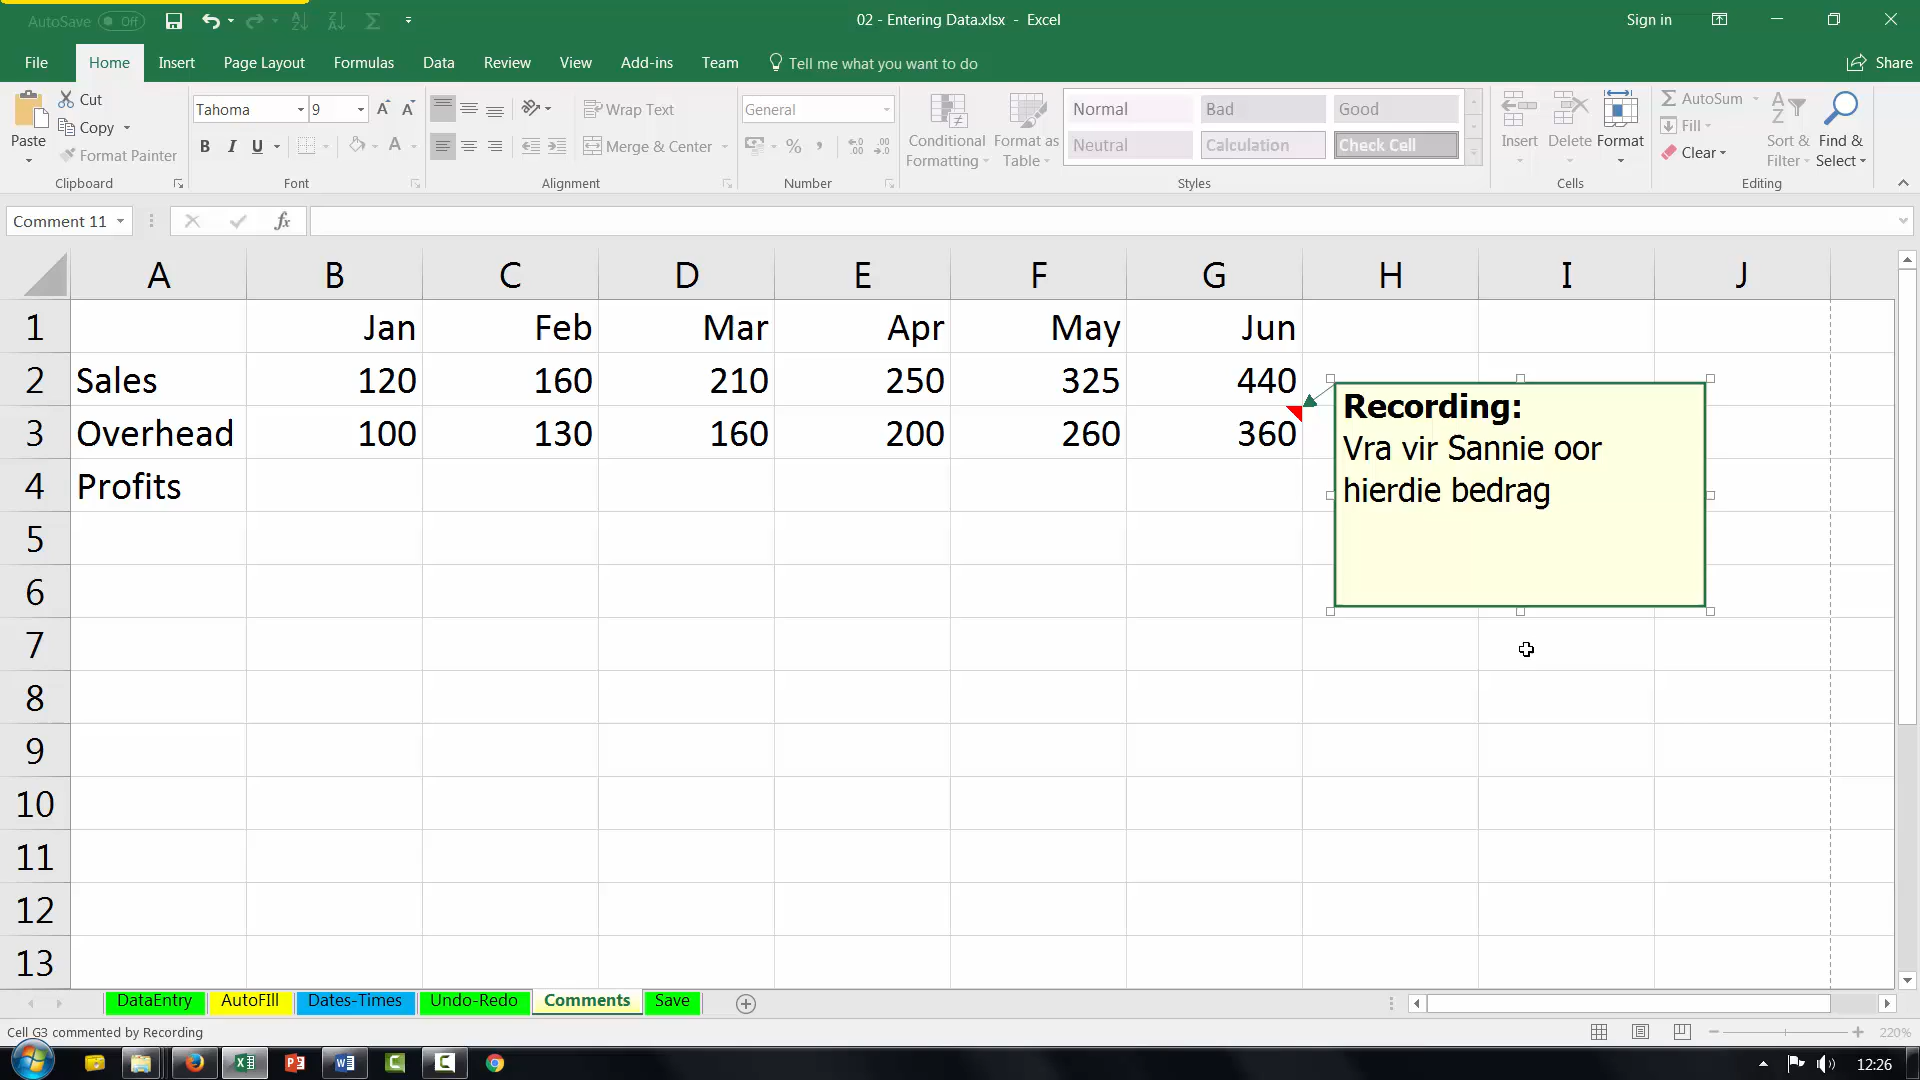 AutoSave Off
02 - Entering Data.xlsx - Excel
Sign in
File Home Insert Page Layout Formulas Data Review View Add-ins Team Tell me what you want to do Share
Paste
Cut
Copy
Format Painter
Clipboard
Tahoma 9
B I U
Font
Wrap Text
Merge & Center
Alignment
General
%
Number
Conditional Formatting
Format as Table
Normal Bad Good
Neutral Calculation Check Cell
Styles
Insert Delete Format
Cells
AutoSum
Fill
Clear
Sort & Filter
Find & Select
Editing
Comment 11 fx
A B C D E F G H I J
1 Jan Feb Mar Apr May Jun
2 Sales 120 160 210 250 325 440
3 Overhead 100 130 160 200 260 360
4 Profits
Recording:
Vra vir Sannie oor
hierdie bedrag
5
6
7
8
9
10
11
12
13
DataEntry AutoFIll Dates-Times Undo-Redo Comments Save
Cell G3 commented by Recording
220%
12:26